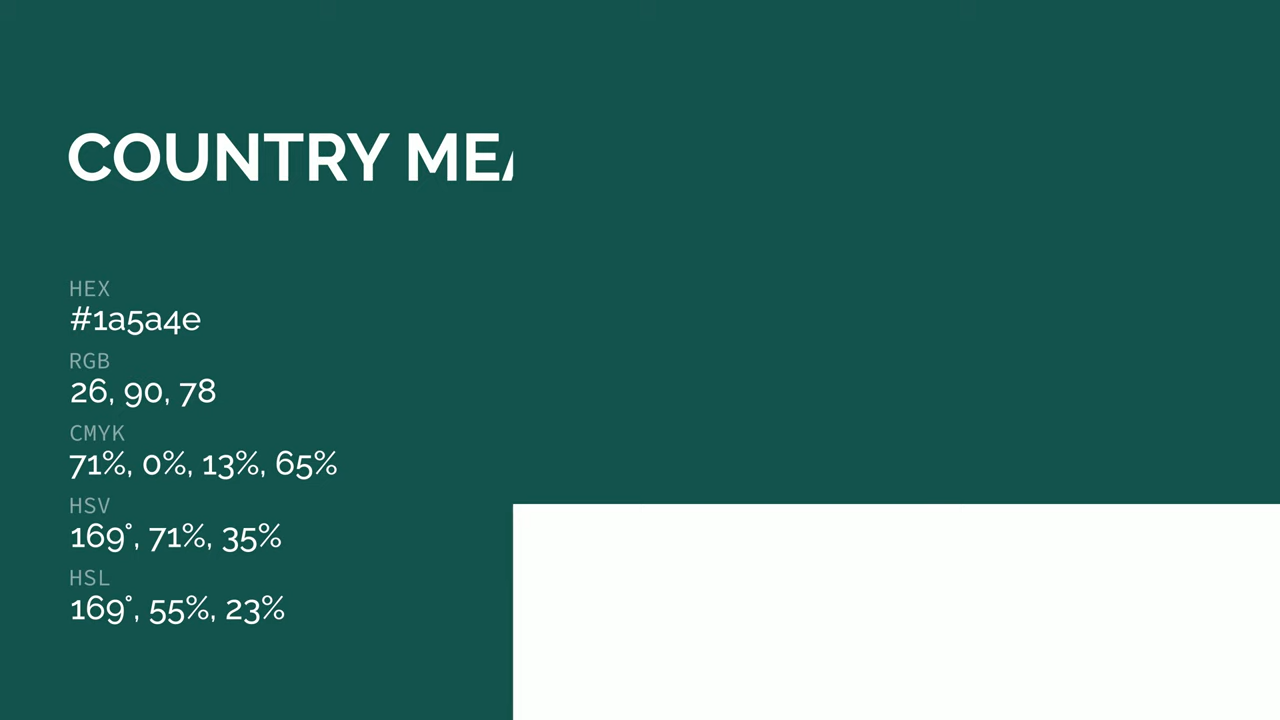 COUNTRY ME
HEX
#1a5a4e
RGB
26, 90, 78
CMYK
71%, 0%, 13%, 65%
HSV
169°, 71%, 35%
HSL
169°, 55%, 23%